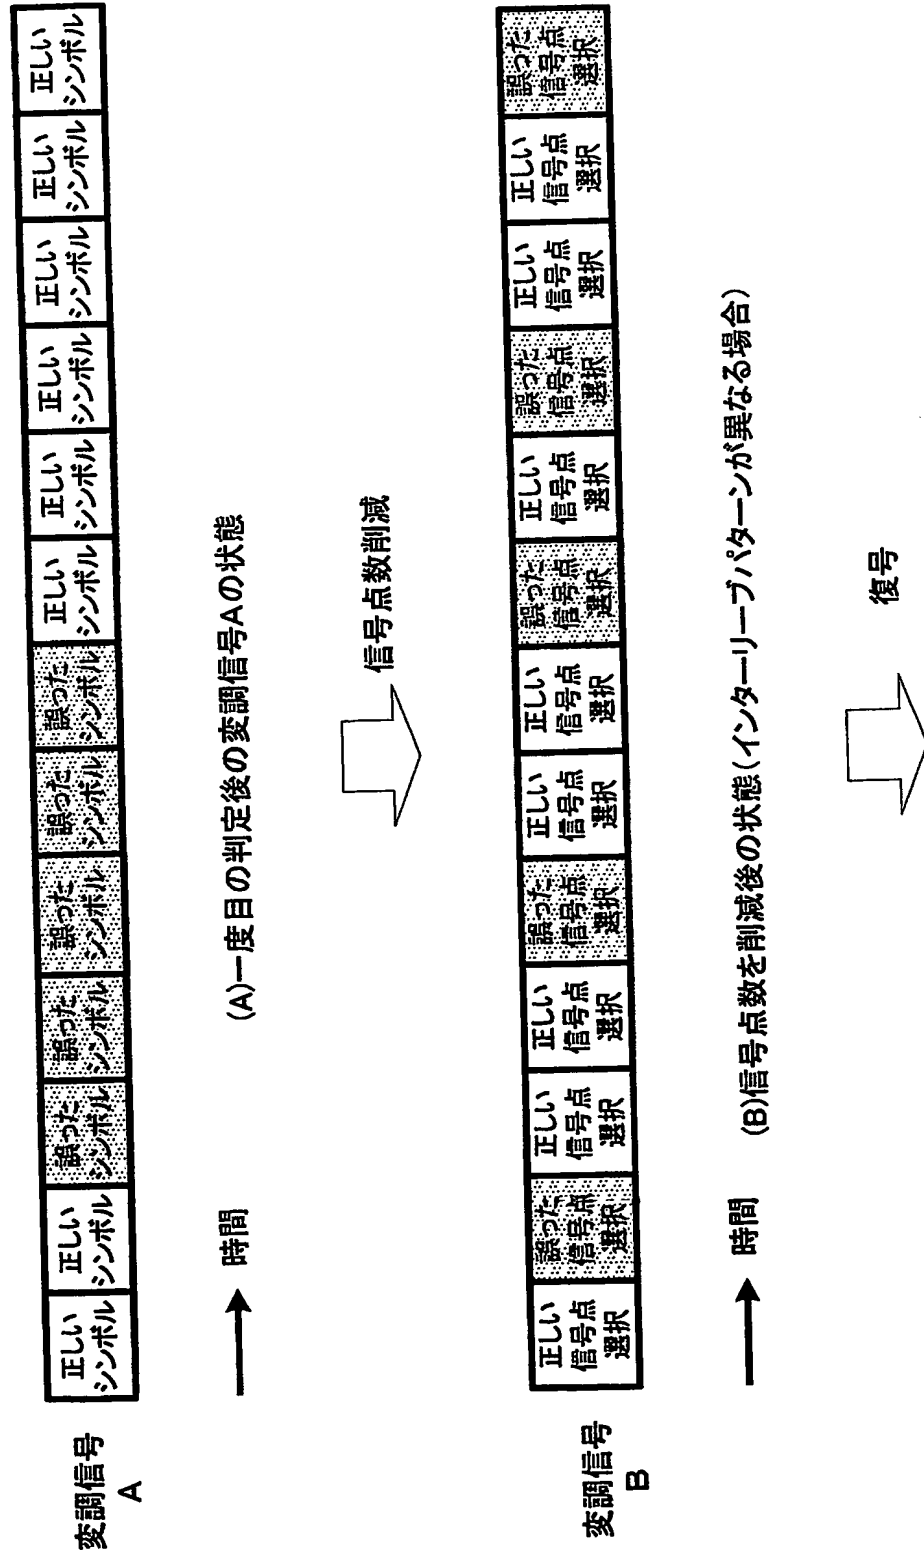 変調信号
A
正しい
シンボル
正しい
シンボル
誤った
シンボル
誤った
シンボル
誤った
シンボル
誤った
シンボル
誤った
シンボル
正しい
シンボル
正しい
シンボル
正しい
シンボル
正しい
シンボル
正しい
シンボル
正しい
シンボル
時間
(A)一度目の判定後の変調信号Aの状態
信号点数削減
変調信号
B
正しい
信号点
選択
誤った
信号点
選択
正しい
信号点
選択
正しい
信号点
選択
誤った
信号点
選択
正しい
信号点
選択
正しい
信号点
選択
誤った
信号点
選択
正しい
信号点
選択
誤った
信号点
選択
正しい
信号点
選択
正しい
信号点
選択
誤った
信号点
選択
時間
(B)信号点数を削減後の状態(インターリーブパターンが異なる場合)
復号